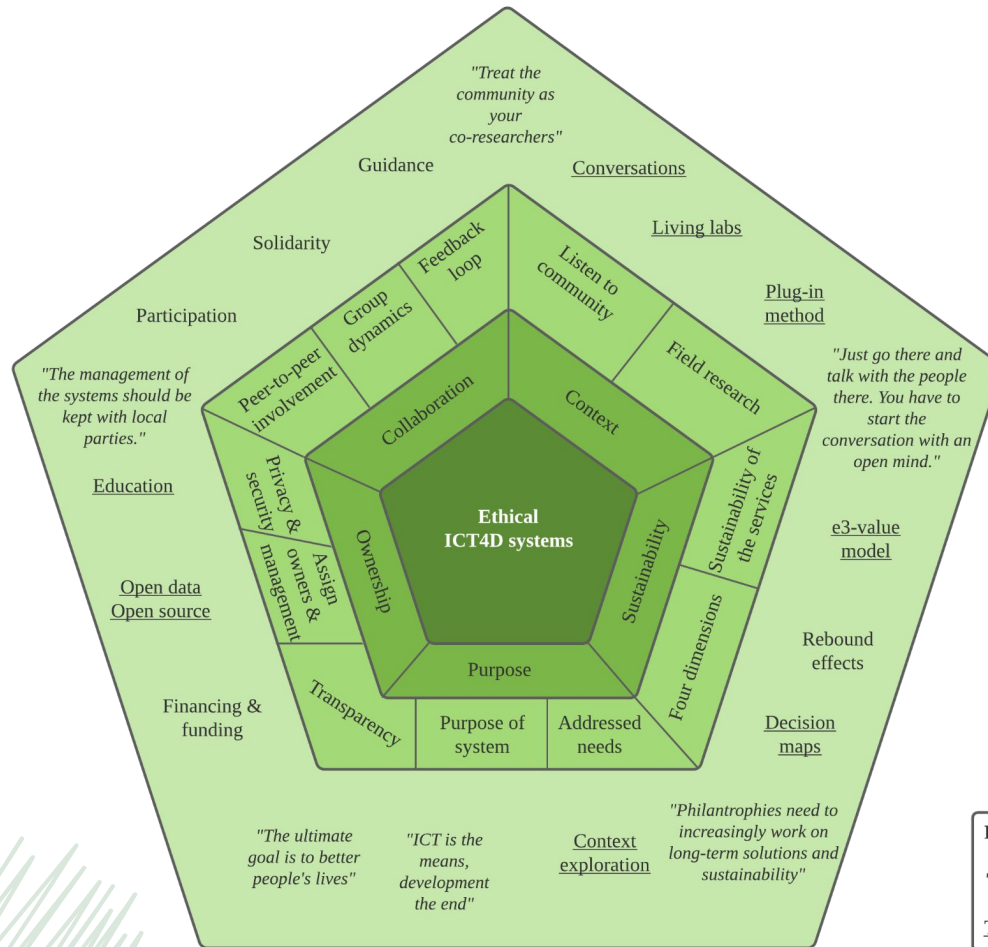 "Treat the
community as
your
co-researchers"
Guidance
Conversations
Solidarity
Living labs
Participation
Plug-in
method
"The management of
the systems should be
kept with local
parties."
"Just go there and
talk with the people
there. You have to
start the
conversation with an
open mind."
Education
e3-value
model
Open data
Open source
Rebound
effects
Financing &
funding
Decision
maps
"The ultimate
goal is to better
people's lives"
"ICT is the
means,
development
the end"
Context
exploration
"Philantrophies need to
increasingly work on
long-term solutions and
sustainability"
Feedback
loop
Group
dynamics
Peer-to-peer
involvement
Listen to
community
Field research
Privacy &
security
Assign
owners &
management
Transparency
Purpose of
system
Addressed
needs
Four dimensions
Sustainability of
the services
Collaboration
Context
Ownership
Sustainability
Purpose
Ethical
ICT4D systems